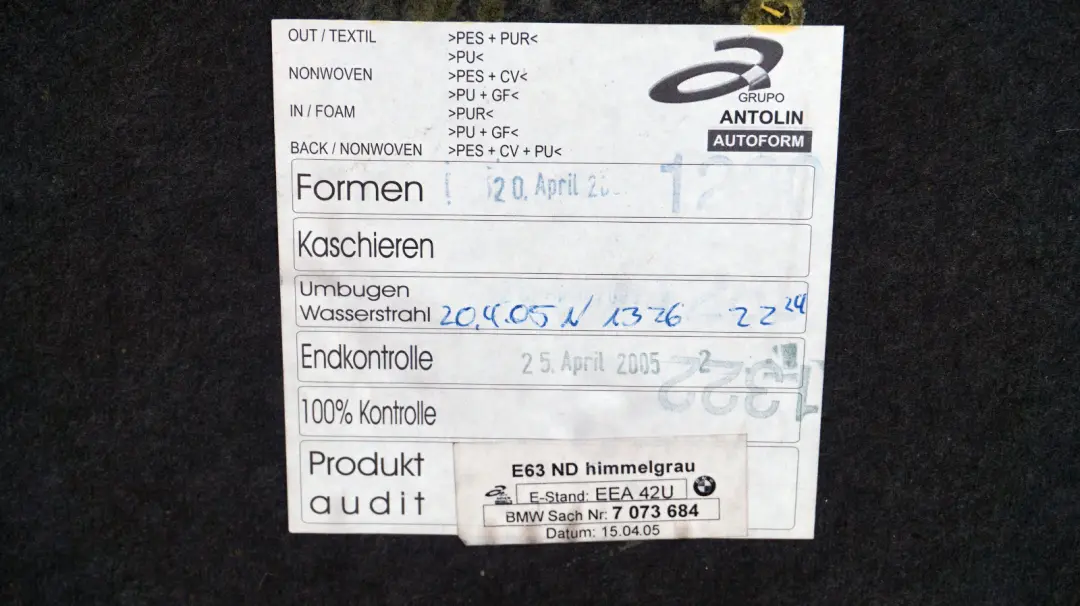 OUT / TEXTIL >PES + PUR<
>PU<
NONWOVEN >PES + CV<
>PU + GF<
IN / FOAM >PUR<
>PU + GF<
BACK / NONWOVEN >PES + CV + PU<
GRUPO
ANTOLIN
AUTOFORM
Formen 20. April
Kaschieren
Umbugen
Wasserstrahl 20.4.05 N 1326 22 24
Endkontrolle 25. April 2005 2
1322
100% Kontrolle
Produkt
audit
E63 ND himmelgrau
E-Stand: EEA 42U
BMW Sach Nr: 7 073 684
Datum: 15.04.05